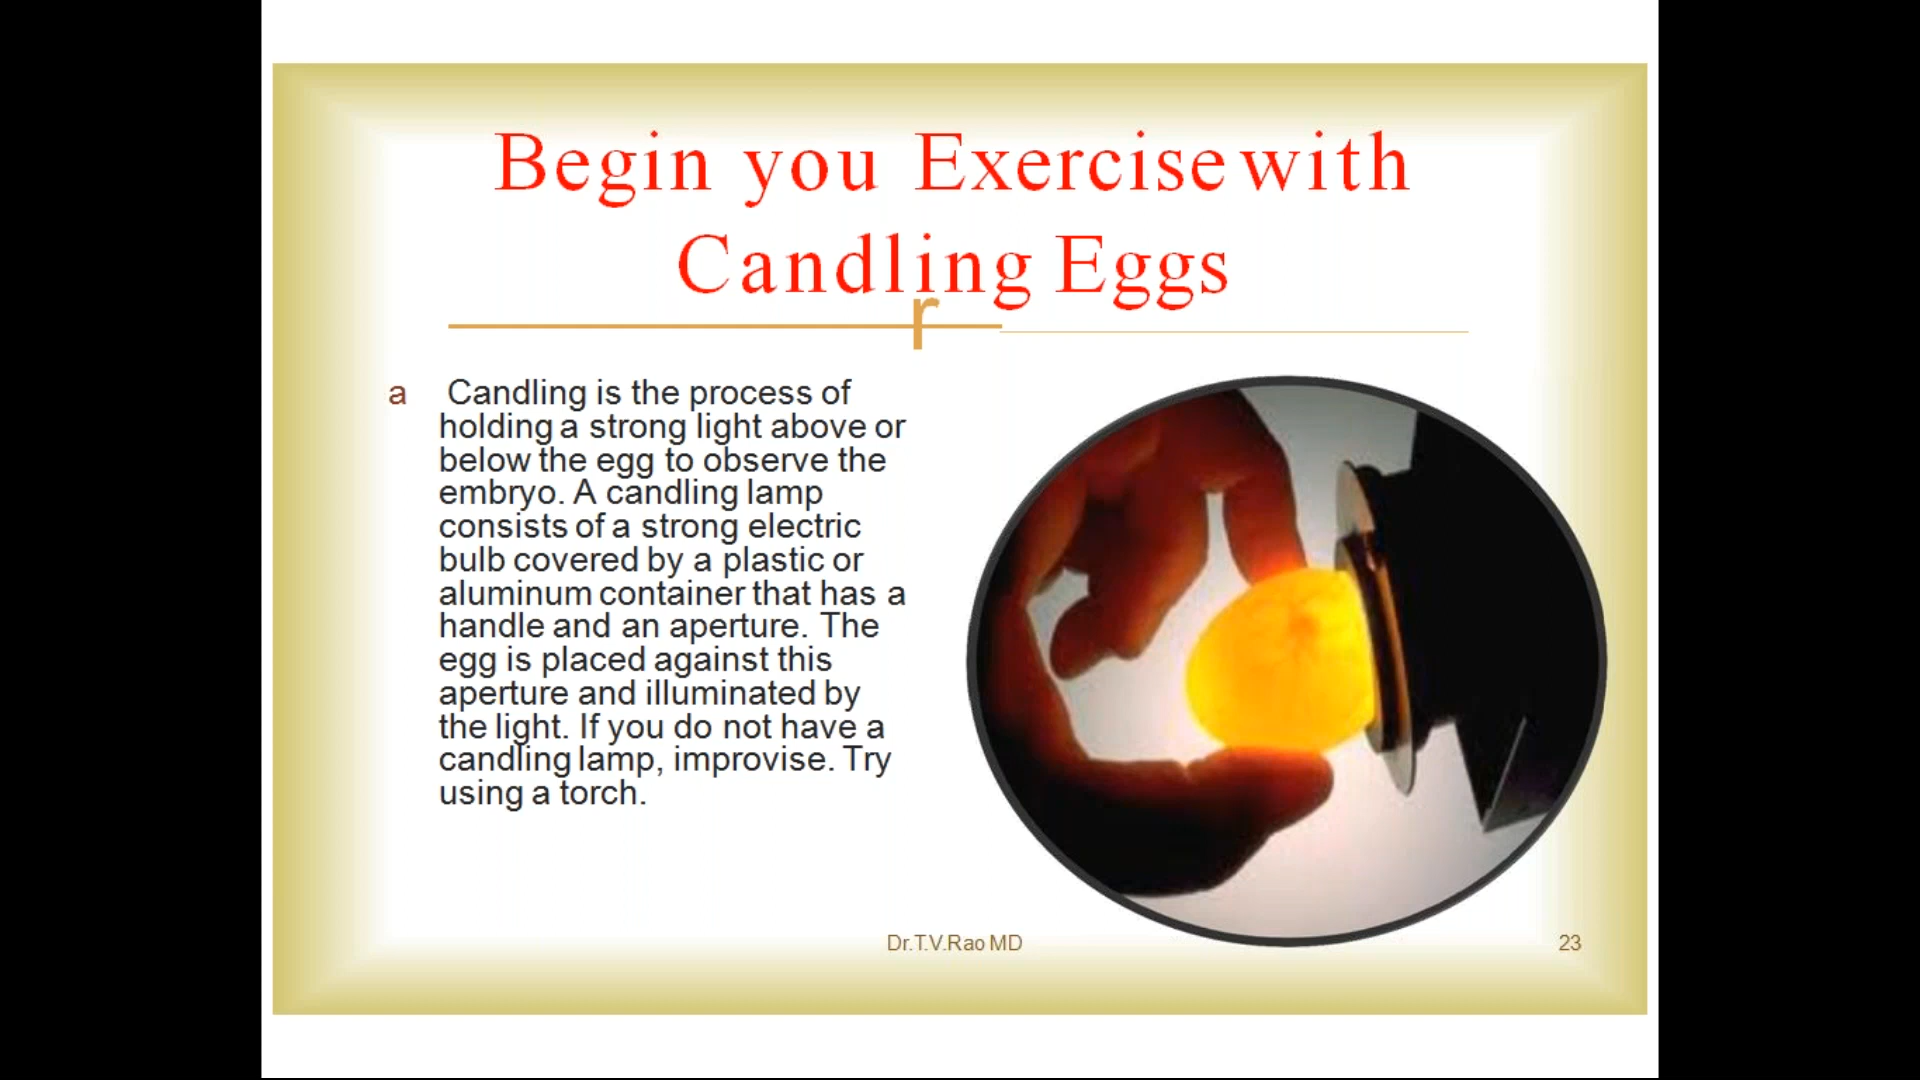 Begin you Exercise with
Candling Eggs
r
a Candling is the process of
holding a strong light above or
below the egg to observe the
embryo. A candling lamp
consists of a strong electric
bulb covered by a plastic or
aluminum container that has a
handle and an aperture. The
egg is placed against this
aperture and illuminated by
the light. If you do not have a
candling lamp, improvise. Try
using a torch.
Dr.T.V.Rao MD
23